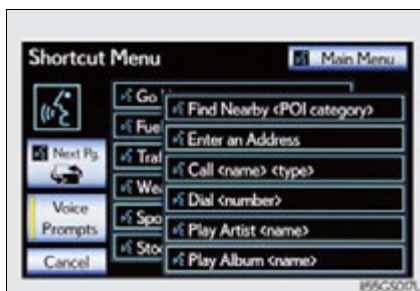 Shortcut Menu
Main Menu
Go
Find Nearby <POI category>
Fuel
Enter an Address
Next Pg.
Traf
Call <name> <type>
Wea
Dial <number>
Voice
Prompts
Spo
Play Artist <name>
Cancel
Sto
Play Album <name>